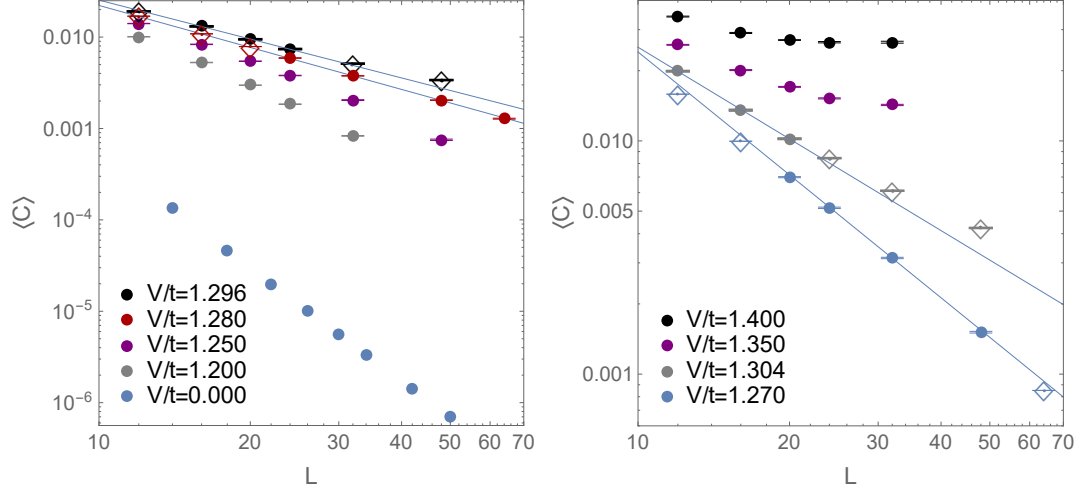 0.010
0.001
10⁻⁴
10⁻⁵
10⁻⁶
⟨C⟩
V/t=1.296
V/t=1.280
V/t=1.250
V/t=1.200
V/t=0.000
10 20 30 40 50 60 70
L
0.010
0.005
0.001
⟨C⟩
V/t=1.400
V/t=1.350
V/t=1.304
V/t=1.270
10 20 30 40 50 60 70
L